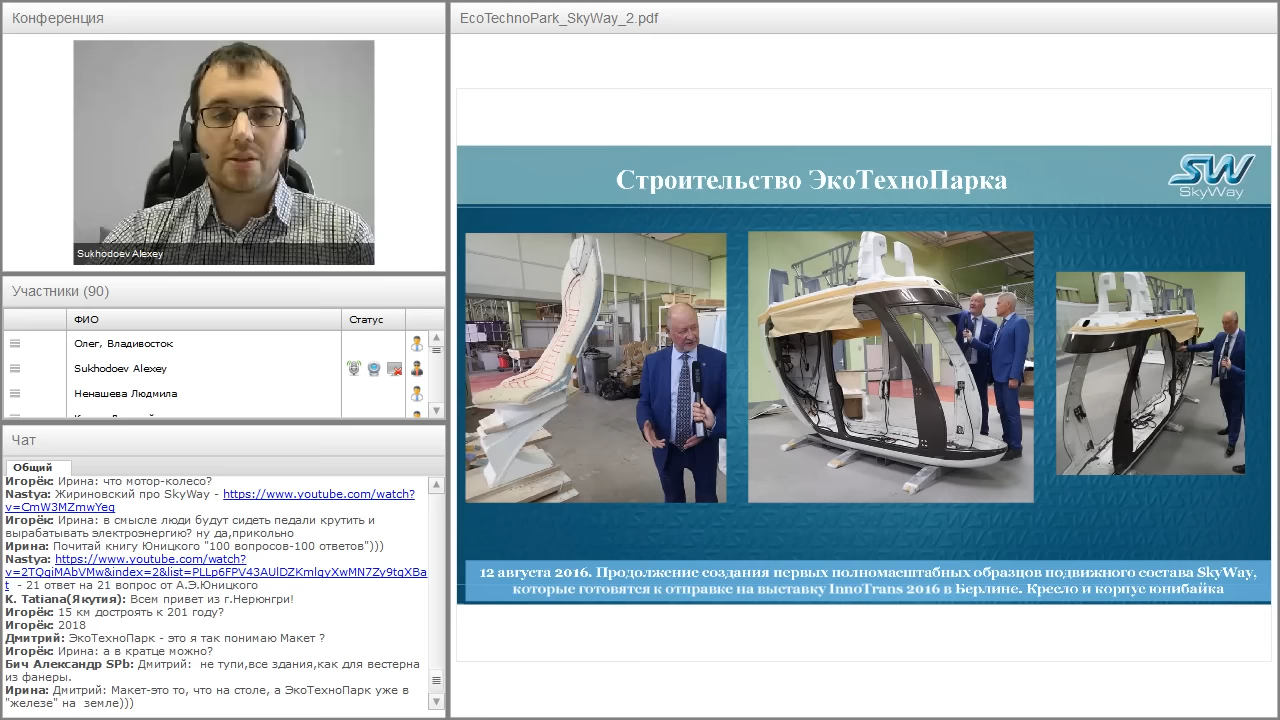 Конференция
Sukhodoev Alexey
Участники (90)
ФИО
Статус
Олег, Владивосток
Sukhodoev Alexey
Ненашева Людмила
Чат
Общий
Игорёк: Ирина: что мотор-колесо?
Nastya: Жириновский про SkyWay - https://www.youtube.com/watch?
v=CmW3MZmwYeg
Игорёк: Ирина: в смысле люди будут сидеть педали крутить и
вырабатывать электроэнергию? ну да,прикольно
Ирина: Почитай книгу Юницкого "100 вопросов-100 ответов")))
Nastya: https://www.youtube.com/watch?
v=2TQgiMAbVMw&index=2&list=PLLp6FPV43AUlDZKmlgyXwMN7Zy9tgXBa
t - 21 ответ на 21 вопрос от А.Э.Юницкого
K. Tatiana(Якутия): Всем привет из г.Нерюнгри!
Игорёк: 15 км достроять к 201 году?
Игорёк: 2018
Дмитрий: ЭкоТехноПарк - это я так понимаю Макет ?
Игорёк: Ирина: а в кратце можно?
Бич Александр SPb: Дмитрий: не тупи,все здания,как для вестерна
из фанеры.
Ирина: Дмитрий: Макет-это то, что на столе, а ЭкоТехноПарк уже в
"железе" на земле)))
EcoTechnoPark_SkyWay_2.pdf
Строительство ЭкоТехноПарка
SW
SkyWay
12 августа 2016. Продолжение создания первых полномасштабных образцов подвижного состава SkyWay,
которые готовятся к отправке на выставку InnoTrans 2016 в Берлине. Кресло и корпус юнибайка